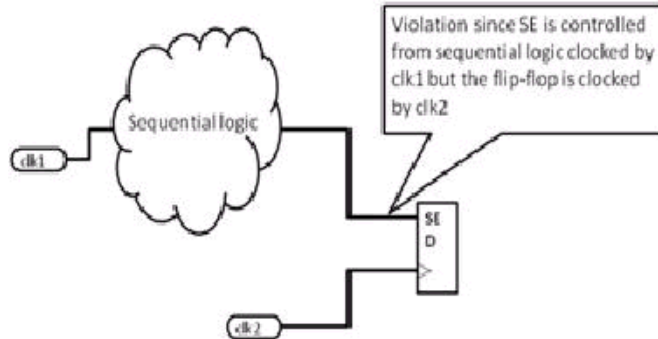 Violation since SE is controlled
from sequential logic clocked by
clk1 but the flip-flop is clocked
by clk2
Sequential logic
clk1
SE
D
clk2